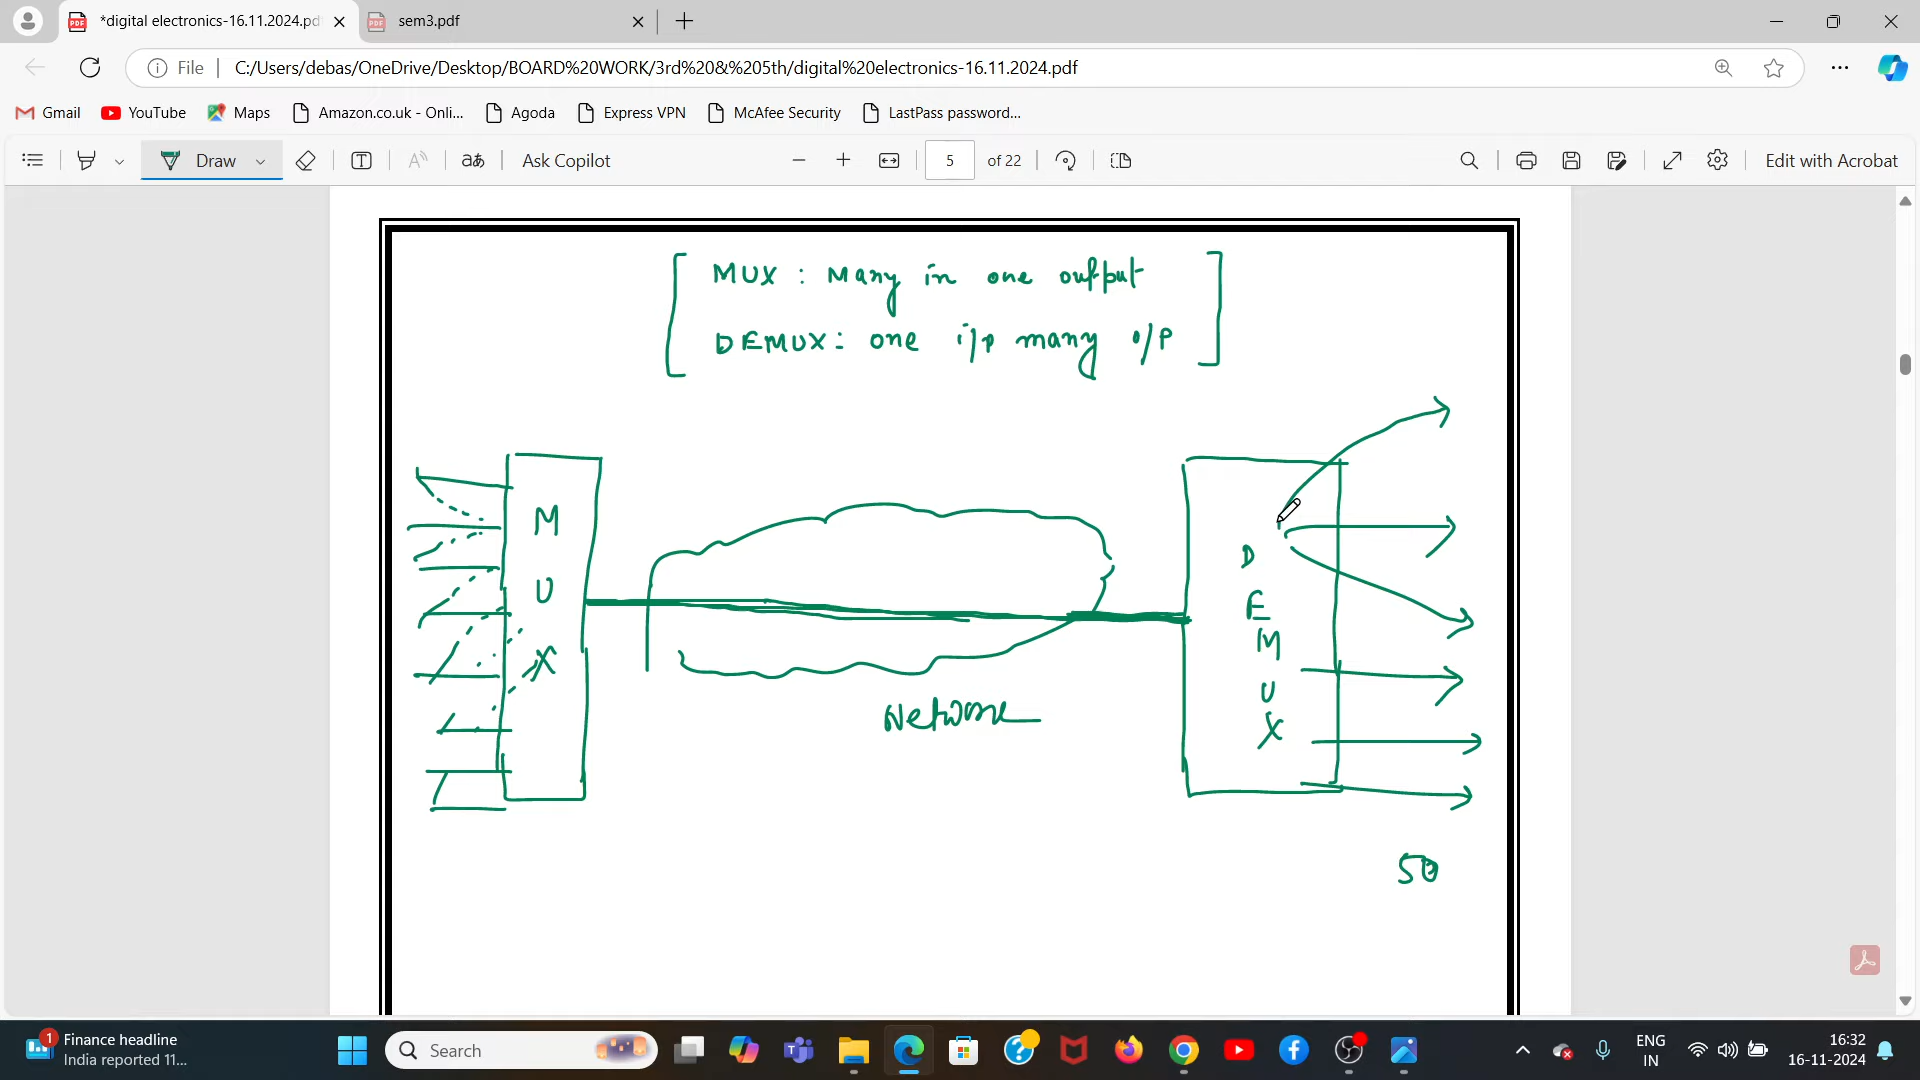 *digital electronics-16.11.2024.pd
sem3.pdf
File
C:/Users/debas/OneDrive/Desktop/BOARD%20WORK/3rd%20&%205th/digital%20electronics-16.11.2024.pdf
Gmail
YouTube
Maps
Amazon.co.uk - Onli...
Agoda
Express VPN
McAfee Security
LastPass password...
Draw
Ask Copilot
5 of 22
Edit with Acrobat
MUX : Many in one output
DEMUX: one i/p many o/p
MUX
DEMUX
Network
50
1
Finance headline
India reported 11...
Search
ENG
IN
16:32
16-11-2024